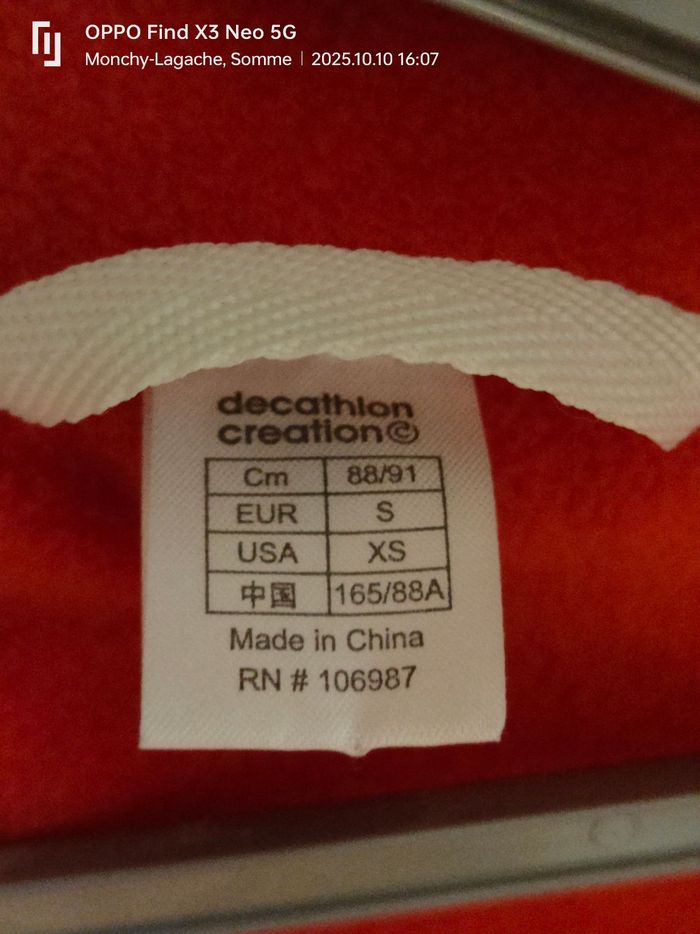 OPPO Find X3 Neo 5G
Monchy-Lagache, Somme | 2025.10.10 16:07
decathlon
creation©
Cm 88/91
EUR S
USA XS
中国 165/88A
Made in China
RN # 106987